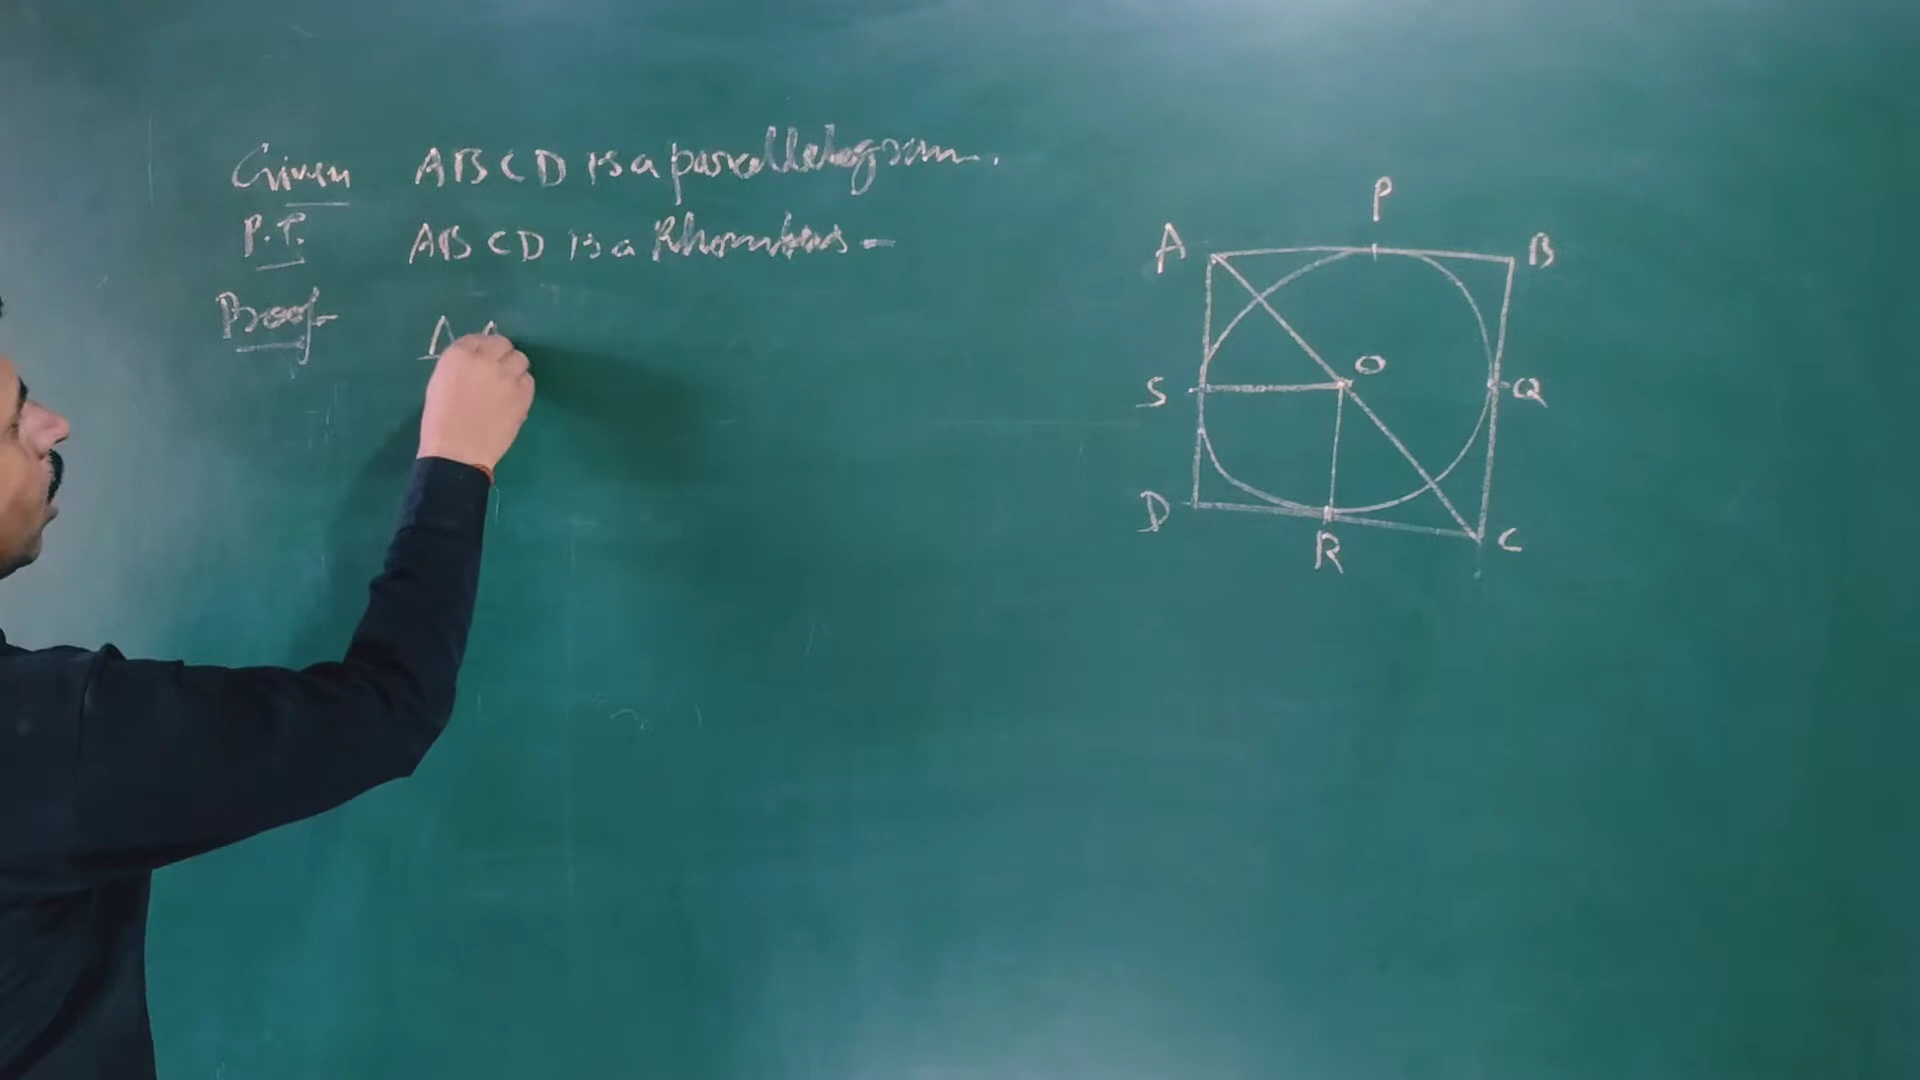 Given ABCD is a parallelogram.
P.T. ABCD is a Rhombus -
Proof- Δ A
P
A B
O
S Q
D C
R